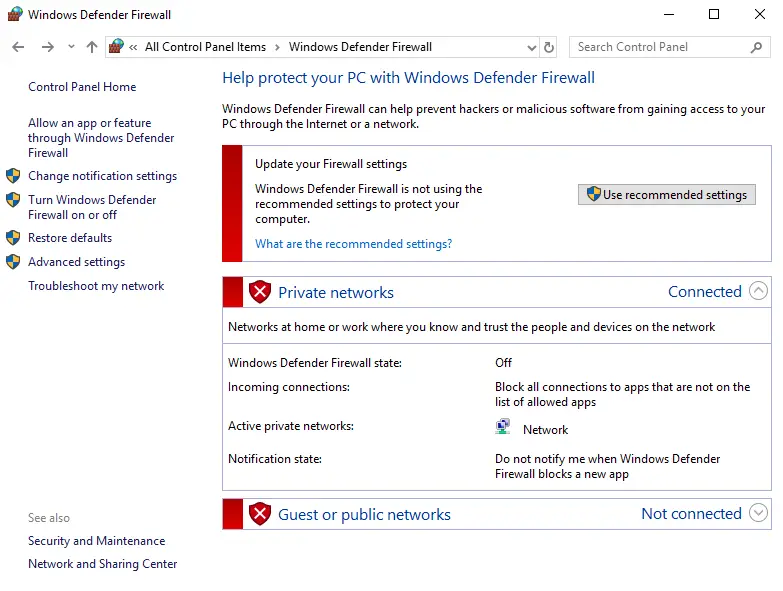 Windows Defender Firewall
« All Control Panel Items > Windows Defender Firewall
Search Control Panel
Control Panel Home
Allow an app or feature
through Windows Defender
Firewall
Change notification settings
Turn Windows Defender
Firewall on or off
Restore defaults
Advanced settings
Troubleshoot my network
See also
Security and Maintenance
Network and Sharing Center
Help protect your PC with Windows Defender Firewall
Windows Defender Firewall can help prevent hackers or malicious software from gaining access to your
PC through the Internet or a network.
Update your Firewall settings
Windows Defender Firewall is not using the
recommended settings to protect your
computer.
What are the recommended settings?
Use recommended settings
Private networks Connected
Networks at home or work where you know and trust the people and devices on the network
Windows Defender Firewall state: Off
Incoming connections: Block all connections to apps that are not on the
list of allowed apps
Active private networks: Network
Notification state: Do not notify me when Windows Defender
Firewall blocks a new app
Guest or public networks Not connected